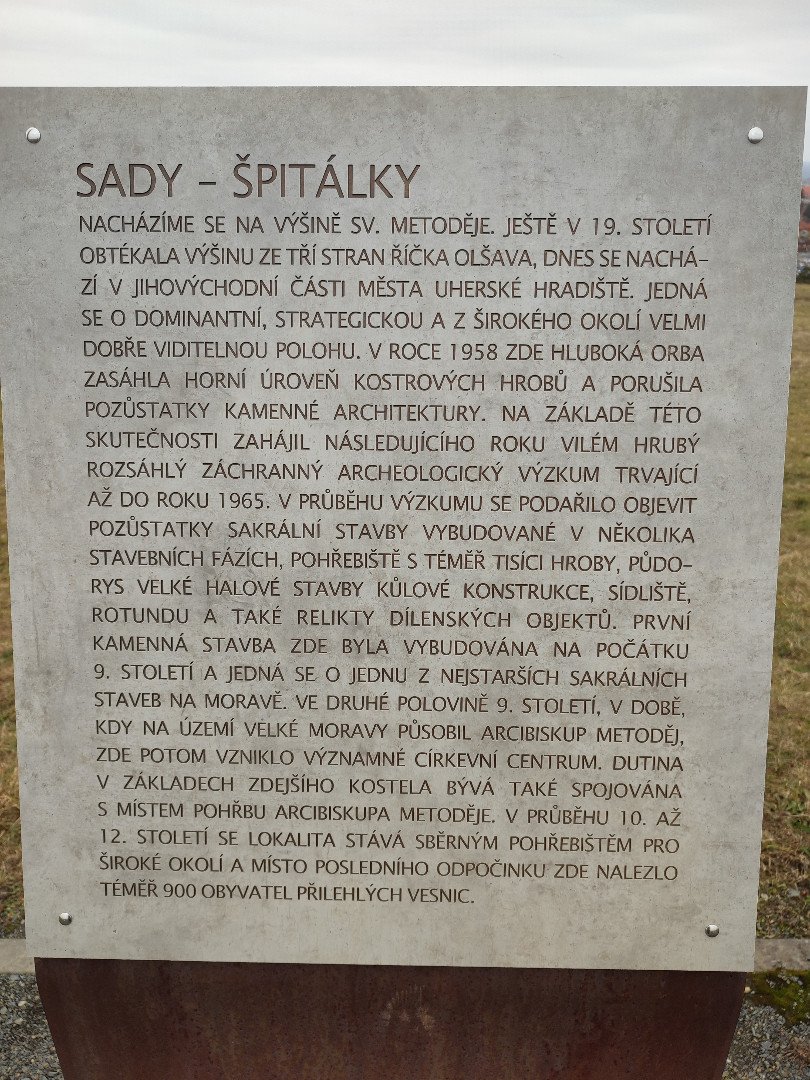 SADY – ŠPITÁLKY
NACHÁZÍME SE NA VÝŠINĚ SV. METODĚJE. JEŠTĚ V 19. STOLETÍ
OBTÉKALA VÝŠINU ZE TŘÍ STRAN ŘÍČKA OLŠAVA, DNES SE NACHÁ–
ZÍ V JIHOVÝCHODNÍ ČÁSTI MĚSTA UHERSKÉ HRADIŠTĚ. JEDNÁ
SE O DOMINANTNÍ, STRATEGICKOU A Z ŠIROKÉHO OKOLÍ VELMI
DOBŘE VIDITELNOU POLOHU. V ROCE 1958 ZDE HLUBOKÁ ORBA
ZASÁHLA HORNÍ ÚROVEŇ KOSTROVÝCH HROBŮ A PORUŠILA
POZŮSTATKY KAMENNÉ ARCHITEKTURY. NA ZÁKLADĚ TÉTO
SKUTEČNOSTI ZAHÁJIL NÁSLEDUJÍCÍHO ROKU VILÉM HRUBÝ
ROZSÁHLÝ ZÁCHRANNÝ ARCHEOLOGICKÝ VÝZKUM TRVAJÍCÍ
AŽ DO ROKU 1965. V PRŮBĚHU VÝZKUMU SE PODAŘILO OBJEVIT
POZŮSTATKY SAKRÁLNÍ STAVBY VYBUDOVANÉ V NĚKOLIKA
STAVEBNÍCH FÁZÍCH, POHŘEBIŠTĚ S TÉMĚŘ TISÍCI HROBY, PŮDO–
RYS VELKÉ HALOVÉ STAVBY KŮLOVÉ KONSTRUKCE, SÍDLIŠTĚ,
ROTUNDU A TAKÉ RELIKTY DÍLENSKÝCH OBJEKTŮ. PRVNÍ
KAMENNÁ STAVBA ZDE BYLA VYBUDOVÁNA NA POČÁTKU
9. STOLETÍ A JEDNÁ SE O JEDNU Z NEJSTARŠÍCH SAKRÁLNÍCH
STAVEB NA MORAVĚ. VE DRUHÉ POLOVINĚ 9. STOLETÍ, V DOBĚ,
KDY NA ÚZEMÍ VELKÉ MORAVY PŮSOBIL ARCIBISKUP METODĚJ,
ZDE POTOM VZNIKLO VÝZNAMNÉ CÍRKEVNÍ CENTRUM. DUTINA
V ZÁKLADECH ZDEJŠÍHO KOSTELA BÝVÁ TAKÉ SPOJOVÁNA
S MÍSTEM POHŘBU ARCIBISKUPA METODĚJE. V PRŮBĚHU 10. AŽ
12. STOLETÍ SE LOKALITA STÁVÁ SBĚRNÝM POHŘEBIŠTĚM PRO
ŠIROKÉ OKOLÍ A MÍSTO POSLEDNÍHO ODPOČINKU ZDE NALEZLO
TÉMĚŘ 900 OBYVATEL PŘILEHLÝCH VESNIC.